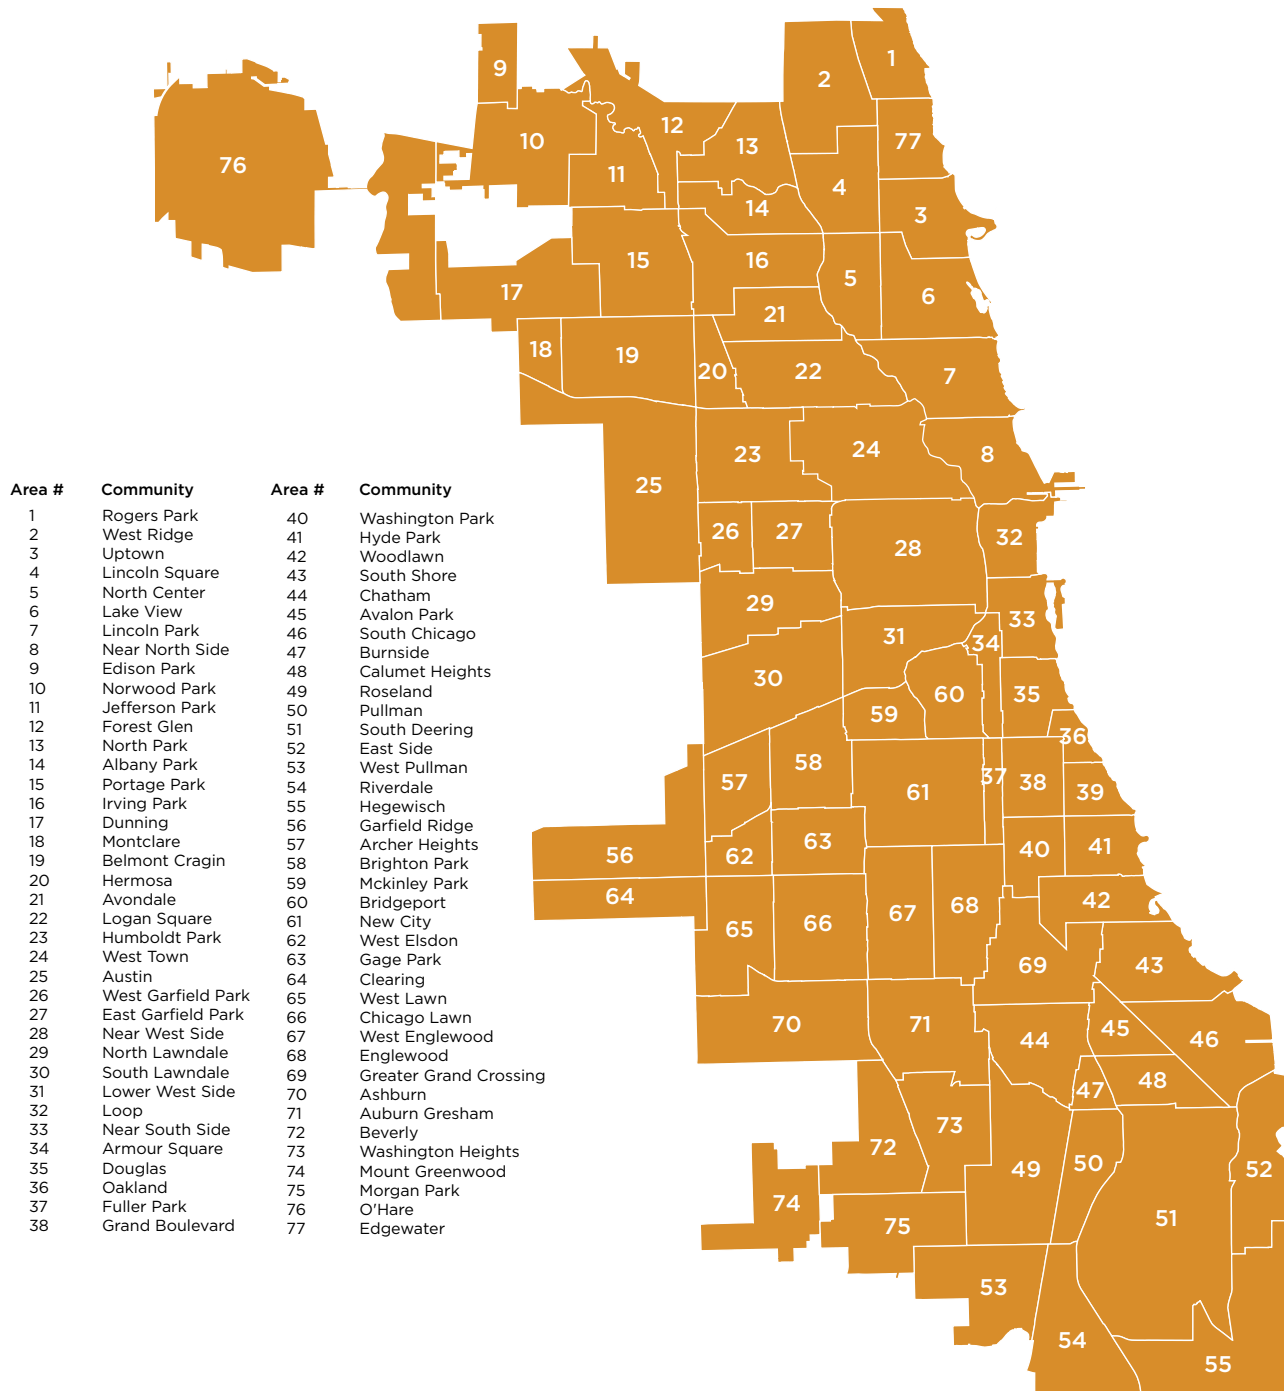 1
9
2
12
10
77
13
76
11
4
14
3
15
16
5
17
6
21
18
19
20
22
7
24
23
8
25
26
27
28
32
29
33
31
34
30
60
35
59
36
58
37
57
38
61
39
63
40
41
56
62
64
42
68
67
66
65
69
43
70
71
45
44
46
48
47
73
72
50
49
52
74
51
75
53
54
55
Area # Community Area # Community
1 Rogers Park 40 Washington Park
2 West Ridge 41 Hyde Park
3 Uptown 42 Woodlawn
4 Lincoln Square 43 South Shore
5 North Center 44 Chatham
6 Lake View 45 Avalon Park
7 Lincoln Park 46 South Chicago
8 Near North Side 47 Burnside
9 Edison Park 48 Calumet Heights
10 Norwood Park 49 Roseland
11 Jefferson Park 50 Pullman
12 Forest Glen 51 South Deering
13 North Park 52 East Side
14 Albany Park 53 West Pullman
15 Portage Park 54 Riverdale
16 Irving Park 55 Hegewisch
17 Dunning 56 Garfield Ridge
18 Montclare 57 Archer Heights
19 Belmont Cragin 58 Brighton Park
20 Hermosa 59 Mckinley Park
21 Avondale 60 Bridgeport
22 Logan Square 61 New City
23 Humboldt Park 62 West Elsdon
24 West Town 63 Gage Park
25 Austin 64 Clearing
26 West Garfield Park 65 West Lawn
27 East Garfield Park 66 Chicago Lawn
28 Near West Side 67 West Englewood
29 North Lawndale 68 Englewood
30 South Lawndale 69 Greater Grand Crossing
31 Lower West Side 70 Ashburn
32 Loop 71 Auburn Gresham
33 Near South Side 72 Beverly
34 Armour Square 73 Washington Heights
35 Douglas 74 Mount Greenwood
36 Oakland 75 Morgan Park
37 Fuller Park 76 O'Hare
38 Grand Boulevard 77 Edgewater